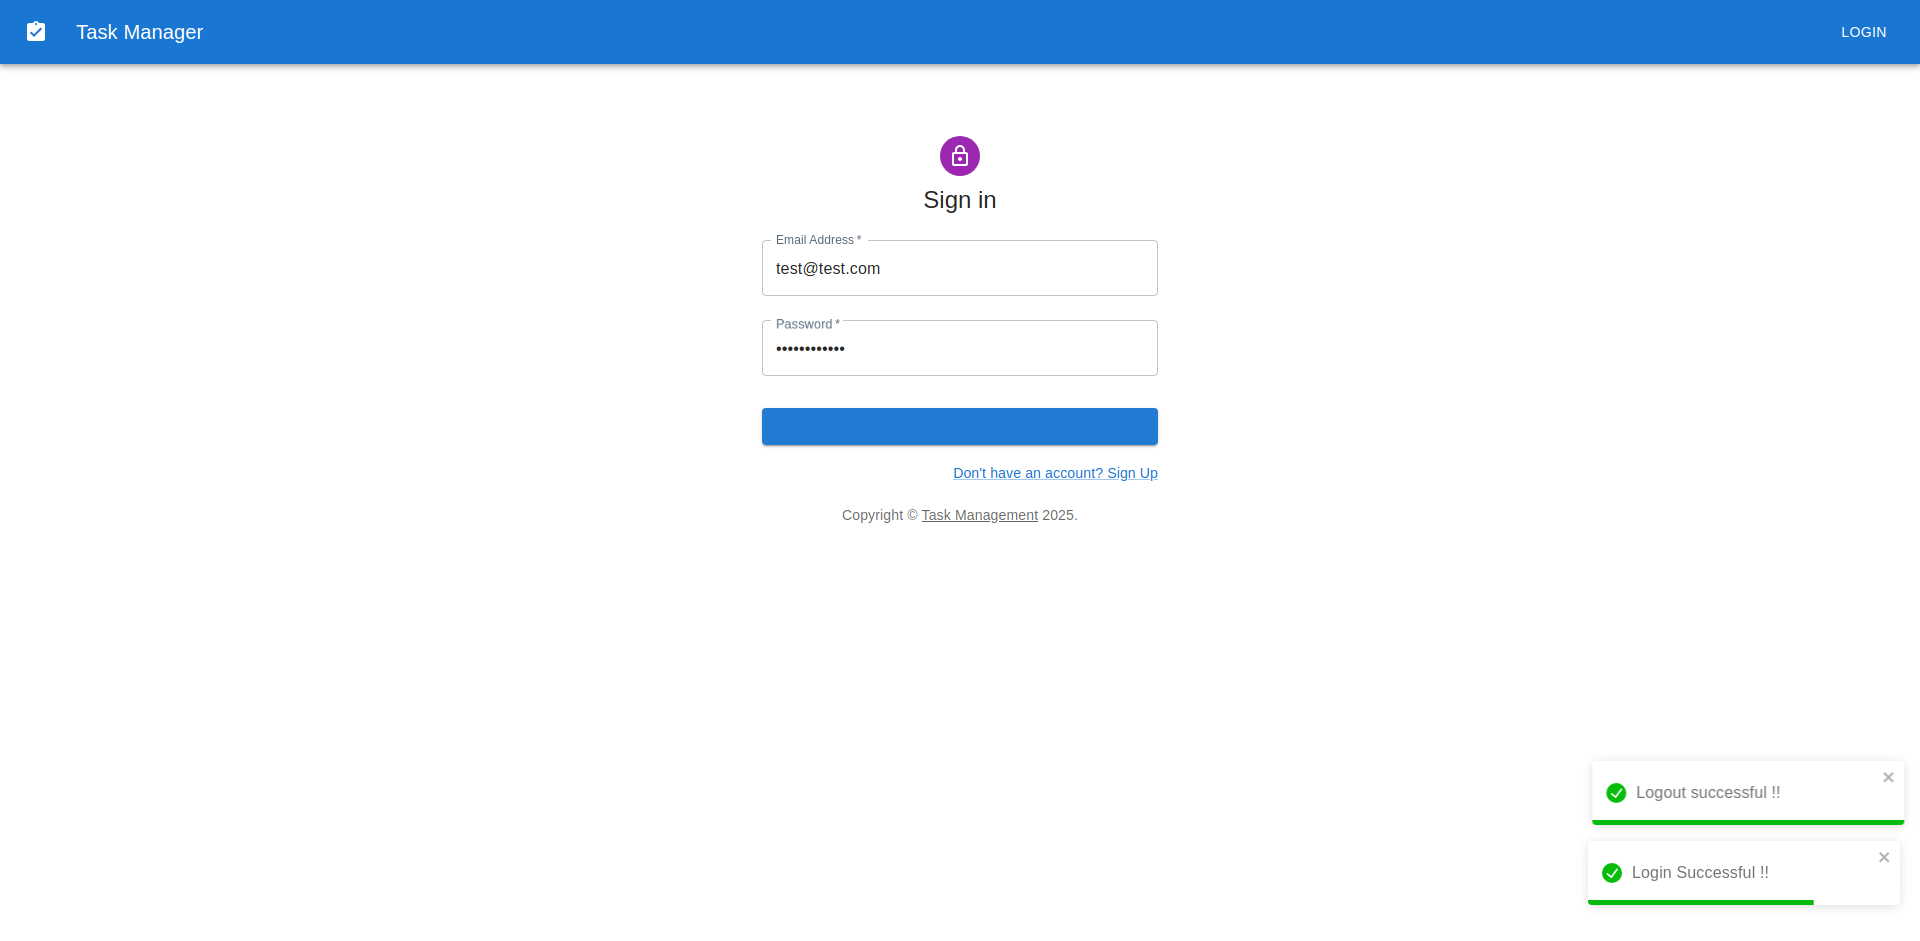 Task Manager
LOGIN
Sign in
Email Address *
test@test.com
Password *
••••••••••••
Don't have an account? Sign Up
Copyright © Task Management 2025.
Logout successful !!
Login Successful !!